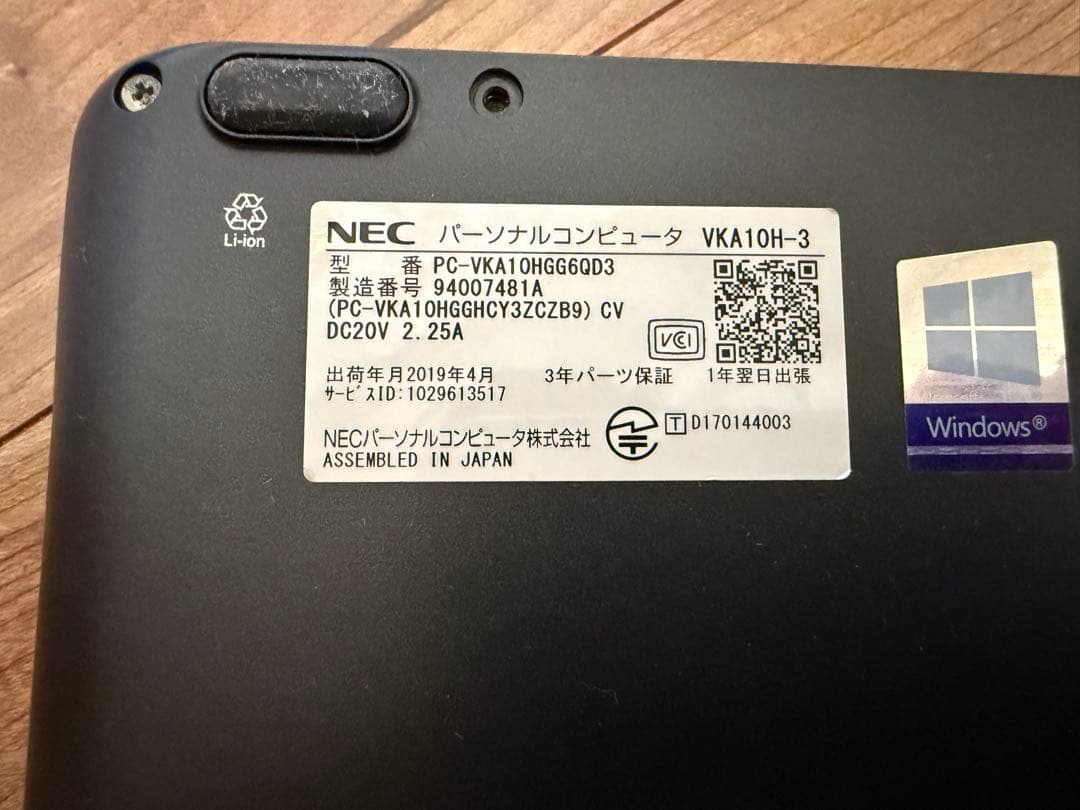 Li-ion
NEC パーソナルコンピュータ VKA10H-3
型 番 PC-VKA10HGG6QD3
製造番号 94007481A
(PC-VKA10HGGHCY3ZCZB9) CV
DC20V 2.25A
VCCI
出荷年月2019年4月 3年パーツ保証 1年翌日出張
サービスID:1029613517
T D170144003
NECパーソナルコンピュータ株式会社
ASSEMBLED IN JAPAN
Windows®